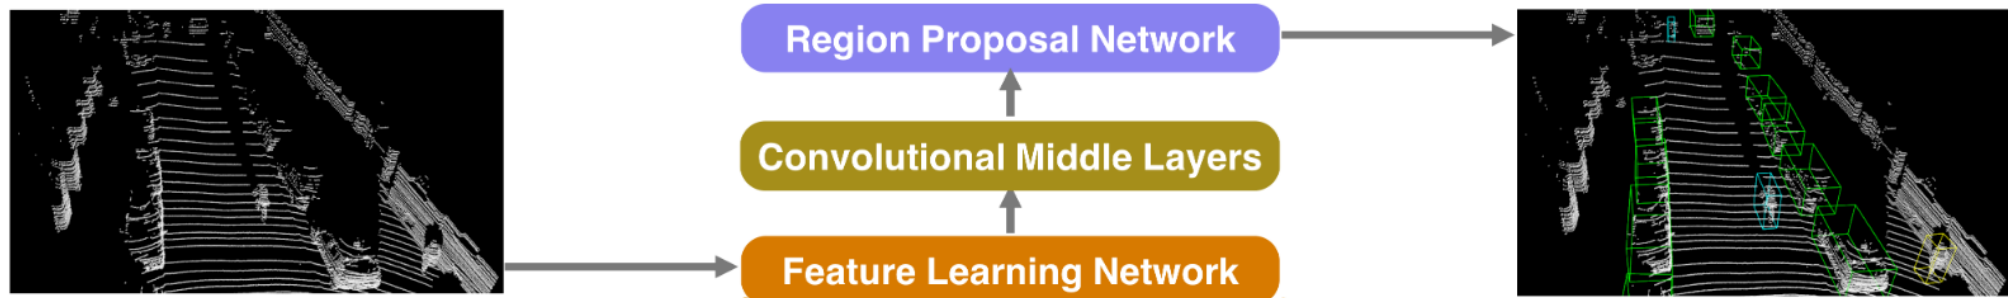 Region Proposal Network
Convolutional Middle Layers
Feature Learning Network